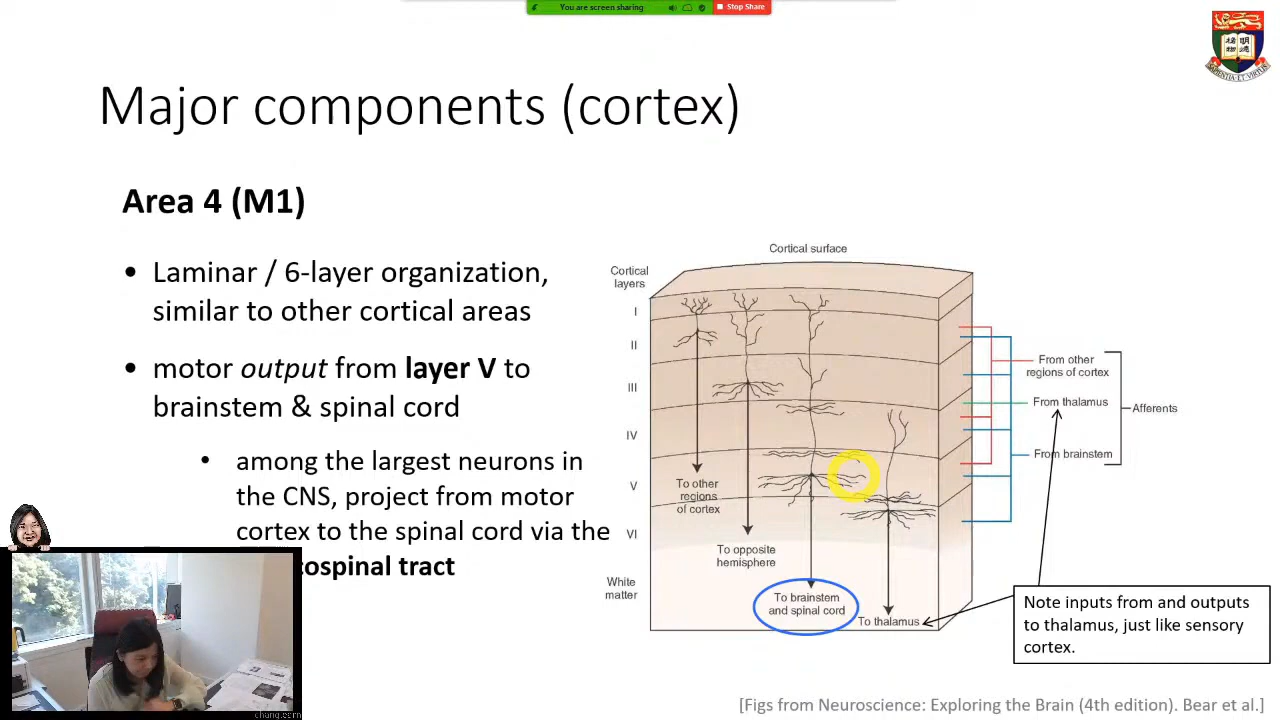 You are screen sharing
Stop Share
SAPIENTIA·ET·VIRTUS
Major components (cortex)
Area 4 (M1)
• Laminar / 6-layer organization,
similar to other cortical areas
• motor output from layer V to
brainstem & spinal cord
• among the largest neurons in
the CNS, project from motor
cortex to the spinal cord via the
cospinal tract
Cortical surface
Cortical
layers
I
II
III
IV
V
VI
White
matter
To other
regions
of cortex
To opposite
hemisphere
To brainstem
and spinal cord
To thalamus
From other
regions of cortex
From thalamus
From brainstem
Afferents
Note inputs from and outputs
to thalamus, just like sensory
cortex.
[Figs from Neuroscience: Exploring the Brain (4th edition). Bear et al.]